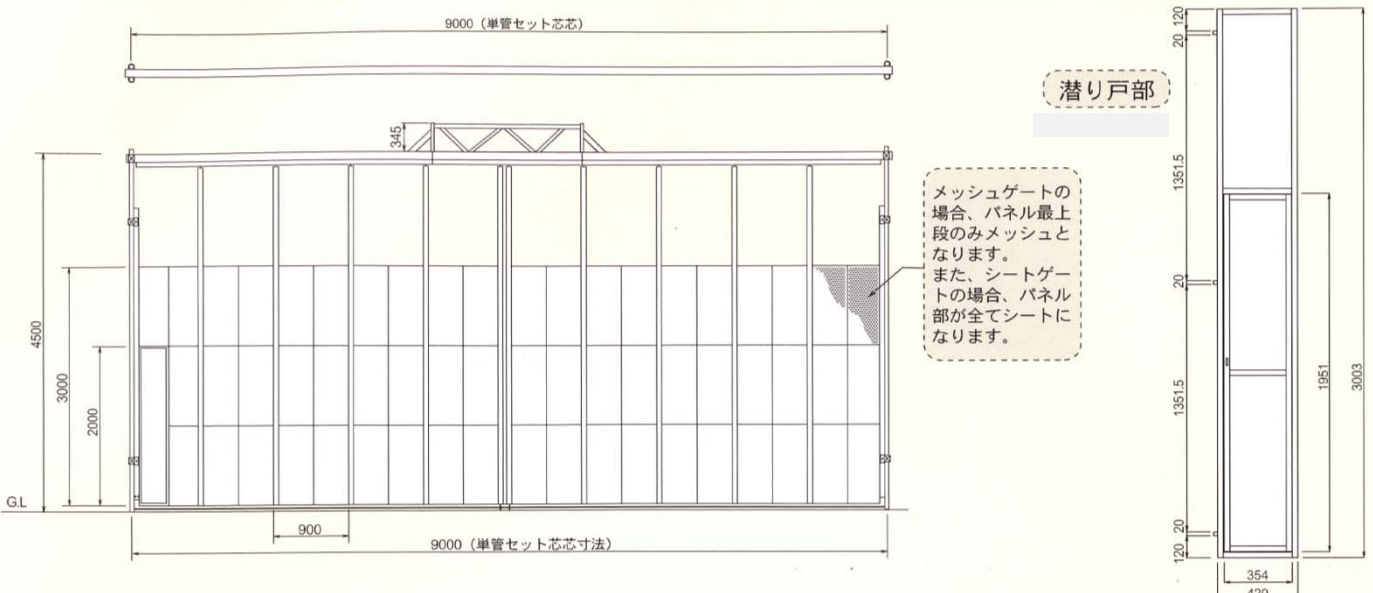 9000（単管セット芯芯）
345
4500
3000
2000
G.L
900
9000（単管セット芯芯寸法）
メッシュゲートの
場合、パネル最上
段のみメッシュと
なります。
また、シートゲー
トの場合、パネル
部が全てシートに
なります。
潜り戸部
120
20
1351.5
20
1351.5
20
120
1951
3003
354